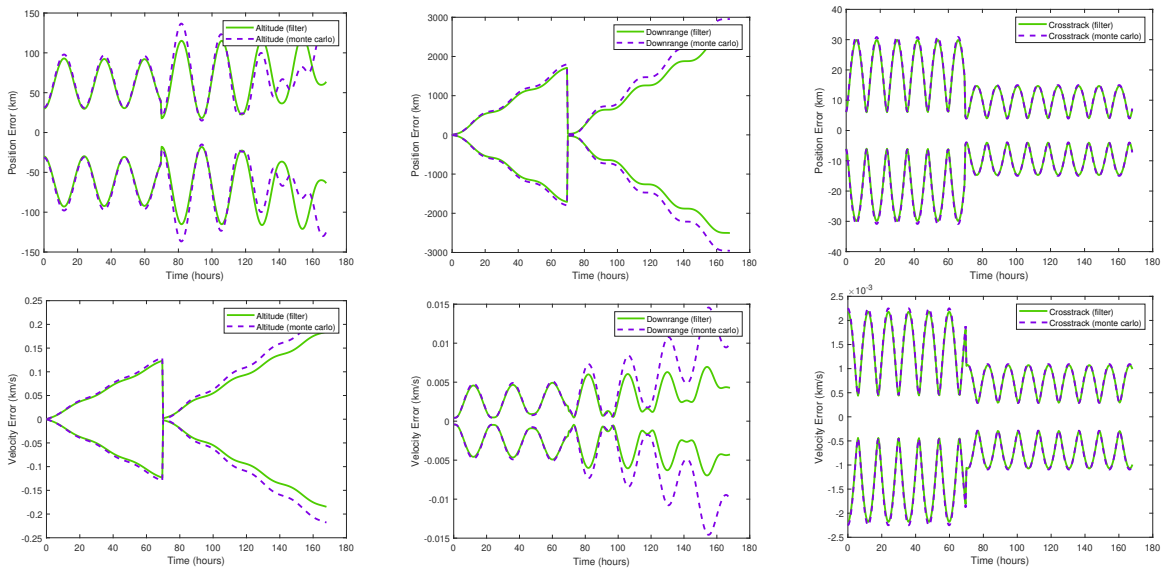 150
100
50
0
-50
-100
-150
Position Error (km)
0 20 40 60 80 100 120 140 160 180
Time (hours)
Altitude (filter)
Altitude (monte carlo)
3000
2000
1000
0
-1000
-2000
-3000
Position Error (km)
0 20 40 60 80 100 120 140 160 180
Time (hours)
Downrange (filter)
Downrange (monte carlo)
40
30
20
10
0
-10
-20
-30
-40
Position Error (km)
0 20 40 60 80 100 120 140 160 180
Time (hours)
Crosstrack (filter)
Crosstrack (monte carlo)
0.25
0.2
0.15
0.1
0.05
0
-0.05
-0.1
-0.15
-0.2
-0.25
Velocity Error (km/s)
0 20 40 60 80 100 120 140 160 180
Time (hours)
Altitude (filter)
Altitude (monte carlo)
0.015
0.01
0.005
0
-0.005
-0.01
-0.015
Velocity Error (km/s)
0 20 40 60 80 100 120 140 160 180
Time (hours)
Downrange (filter)
Downrange (monte carlo)
×10⁻³
2.5
2
1.5
1
0.5
0
-0.5
-1
-1.5
-2
-2.5
Velocity Error (km/s)
0 20 40 60 80 100 120 140 160 180
Time (hours)
Crosstrack (filter)
Crosstrack (monte carlo)